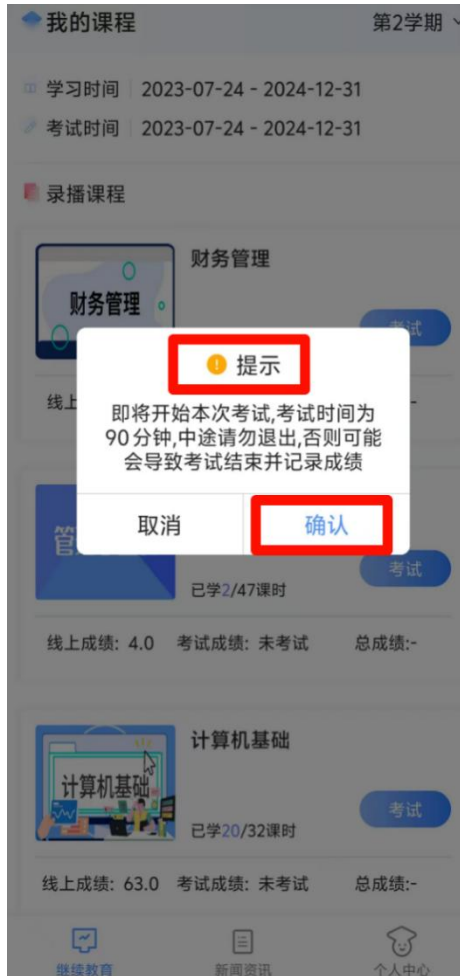 我的课程
第2学期
学习时间 2023-07-24 - 2024-12-31
考试时间 2023-07-24 - 2024-12-31
录播课程
财务管理
财务管理
考试
线上
-
提示
即将开始本次考试,考试时间为
90分钟,中途请勿退出,否则可能
会导致考试结束并记录成绩
取消
确认
管
考试
已学2/47课时
线上成绩: 4.0 考试成绩: 未考试 总成绩:-
计算机基础
计算机基础
考试
已学20/32课时
线上成绩: 63.0 考试成绩: 未考试 总成绩:-
继续教育
新闻资讯
个人中心